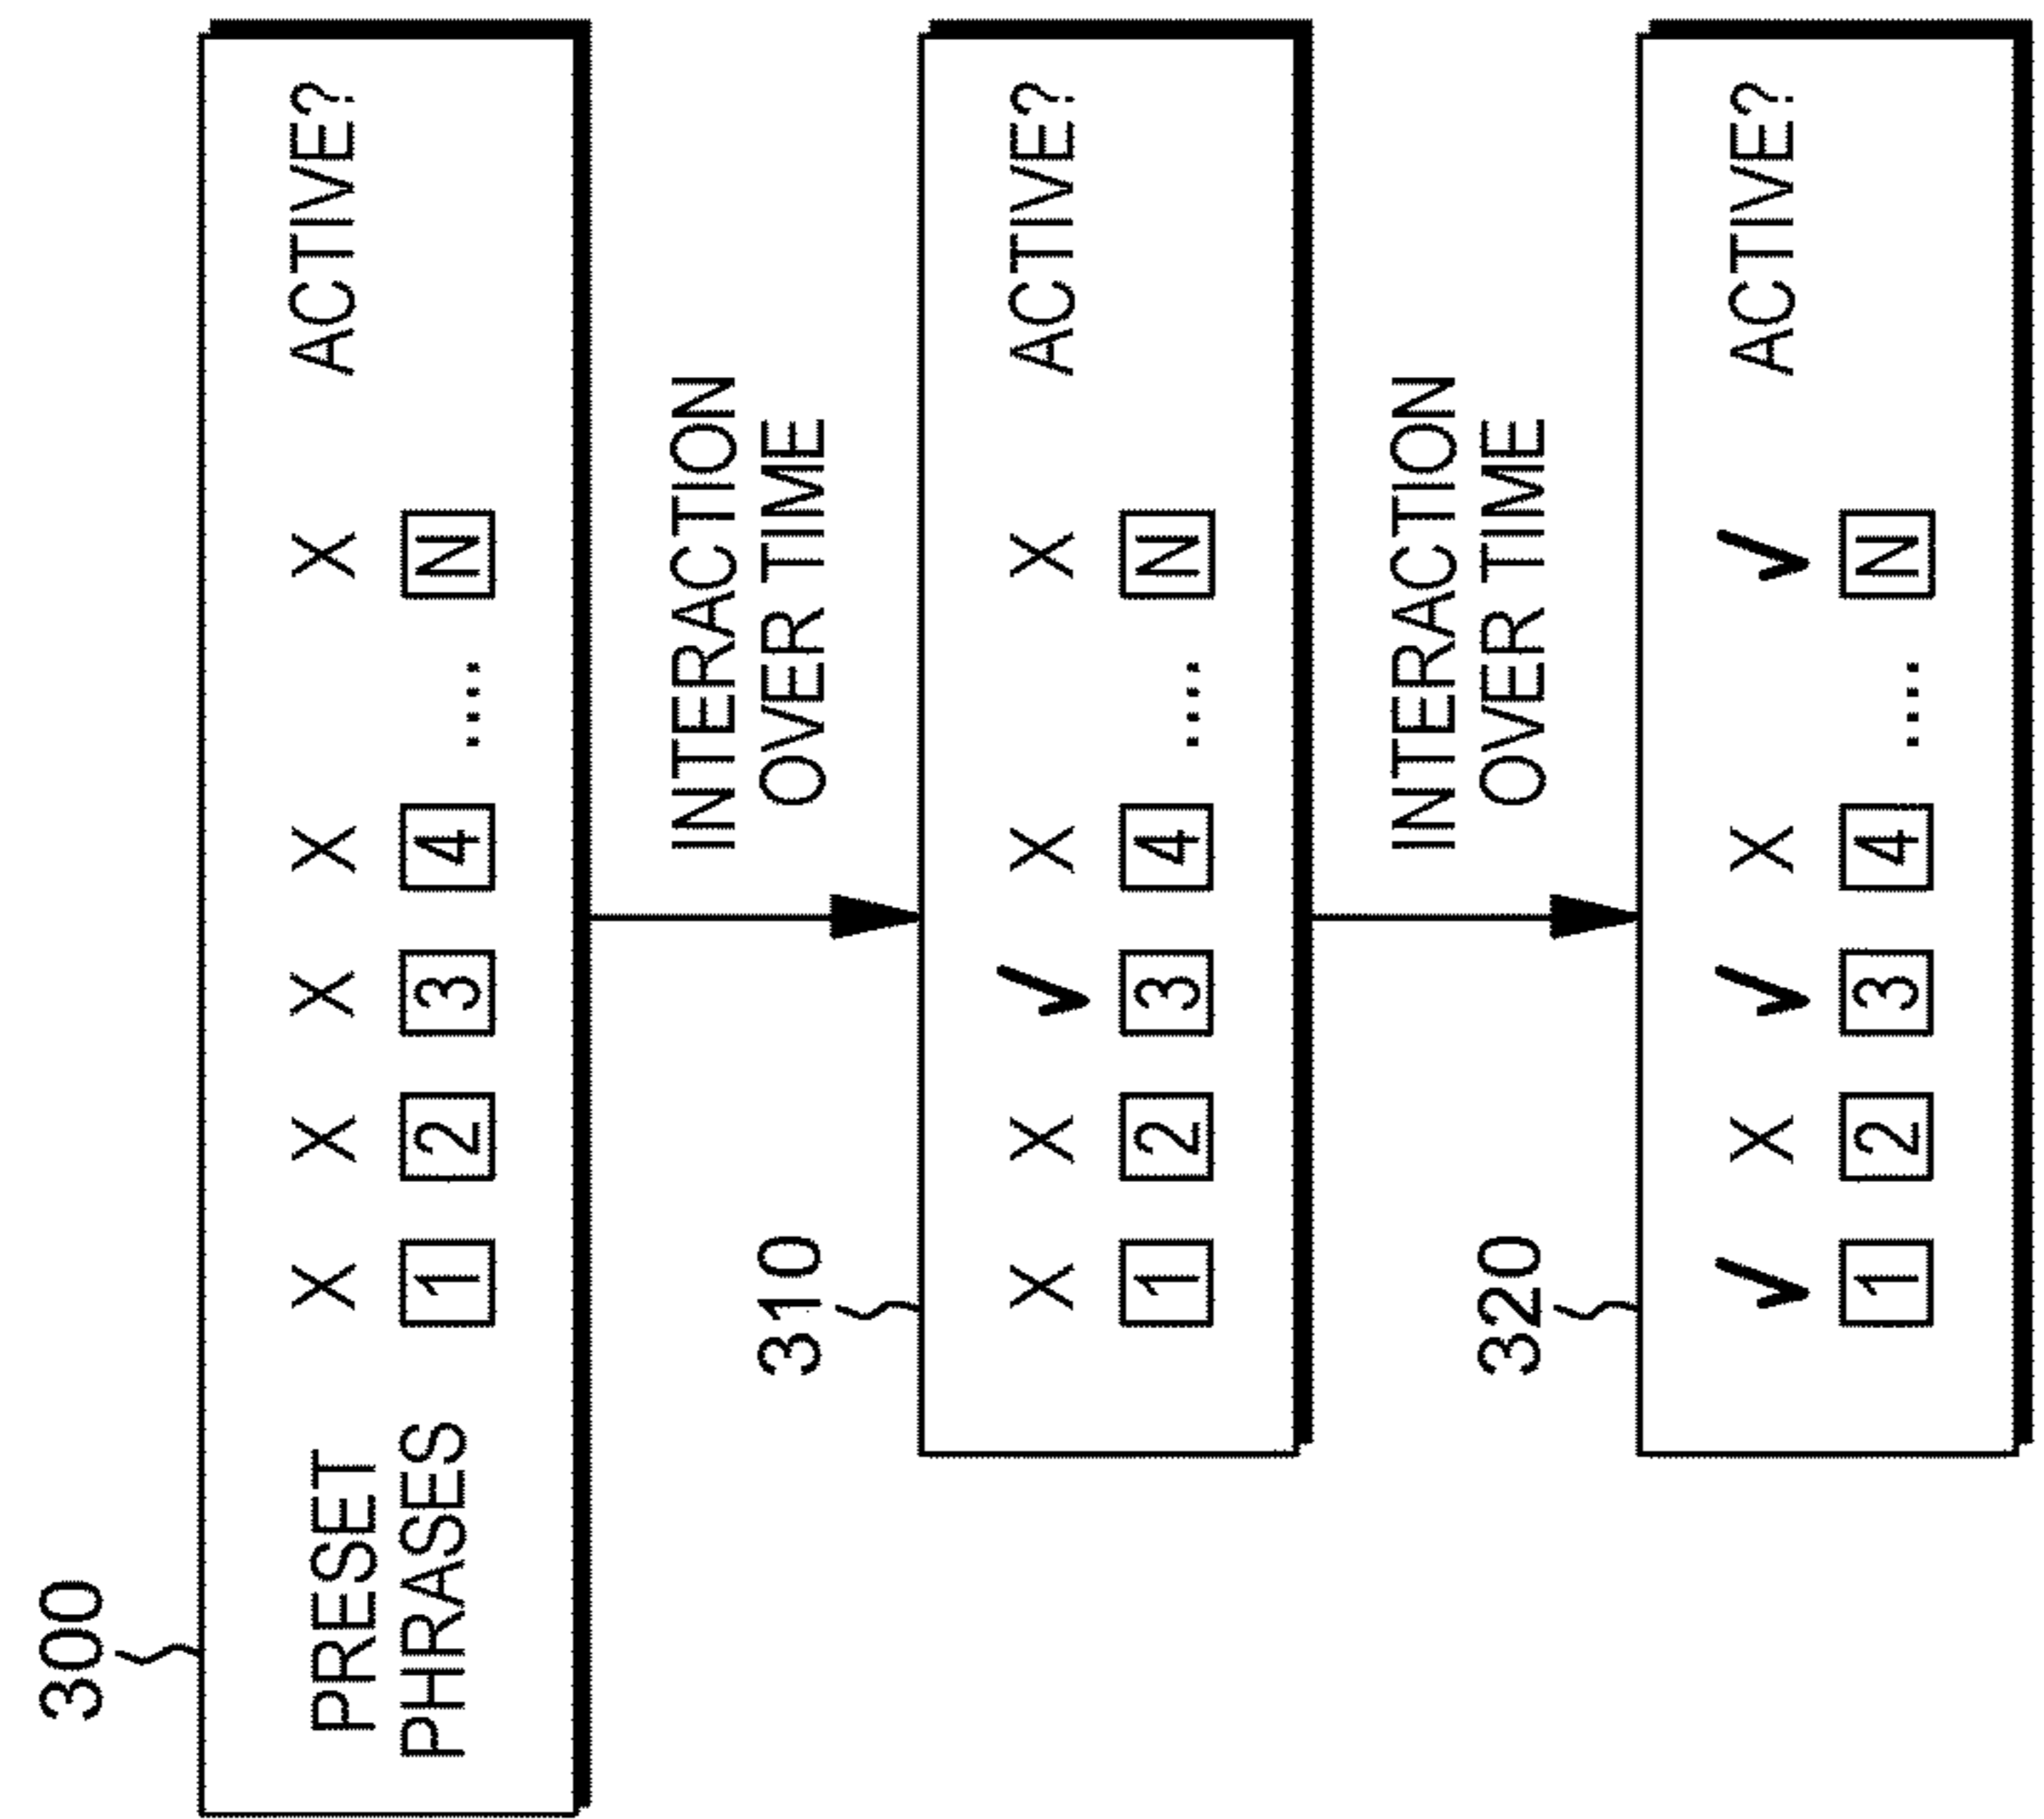 300
PRESET
PHRASES
X X X X X ACTIVE?
1 2 3 4 .... N
INTERACTION
OVER TIME
310
X X ✓ X X ACTIVE?
1 2 3 4 .... N
INTERACTION
OVER TIME
320
✓ X ✓ X ✓ ACTIVE?
1 2 3 4 .... N